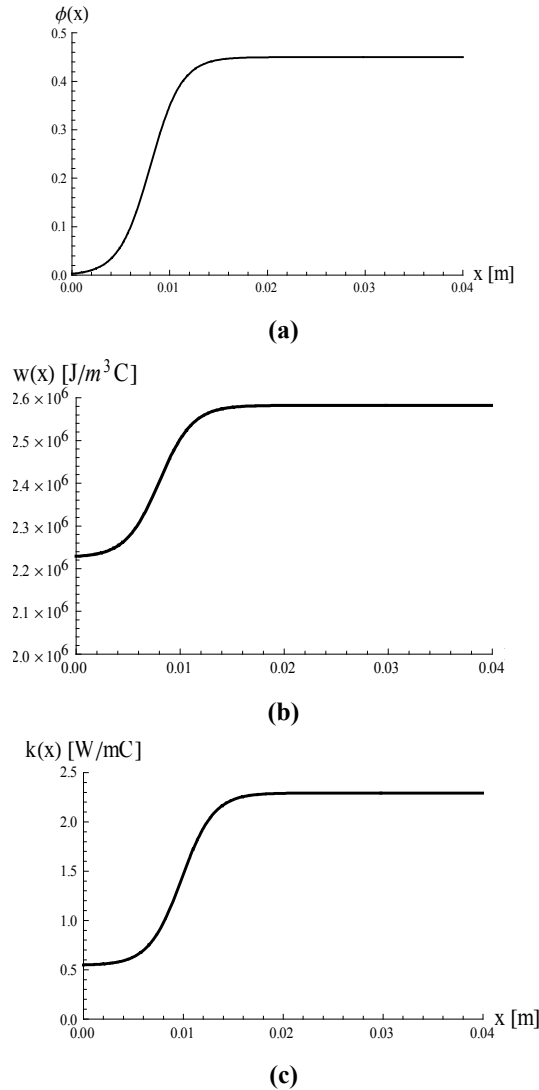 ϕ(x)
0.5
0.4
0.3
0.2
0.1
0.0
0.00 0.01 0.02 0.03 0.04
x [m]
(a)
w(x) [J/m³C]
2.6 × 10⁶
2.5 × 10⁶
2.4 × 10⁶
2.3 × 10⁶
2.2 × 10⁶
2.1 × 10⁶
2.0 × 10⁶
0.00 0.01 0.02 0.03 0.04
(b)
k(x) [W/mC]
2.5
2.0
1.5
1.0
0.5
0.0
0.00 0.01 0.02 0.03 0.04
x [m]
(c)